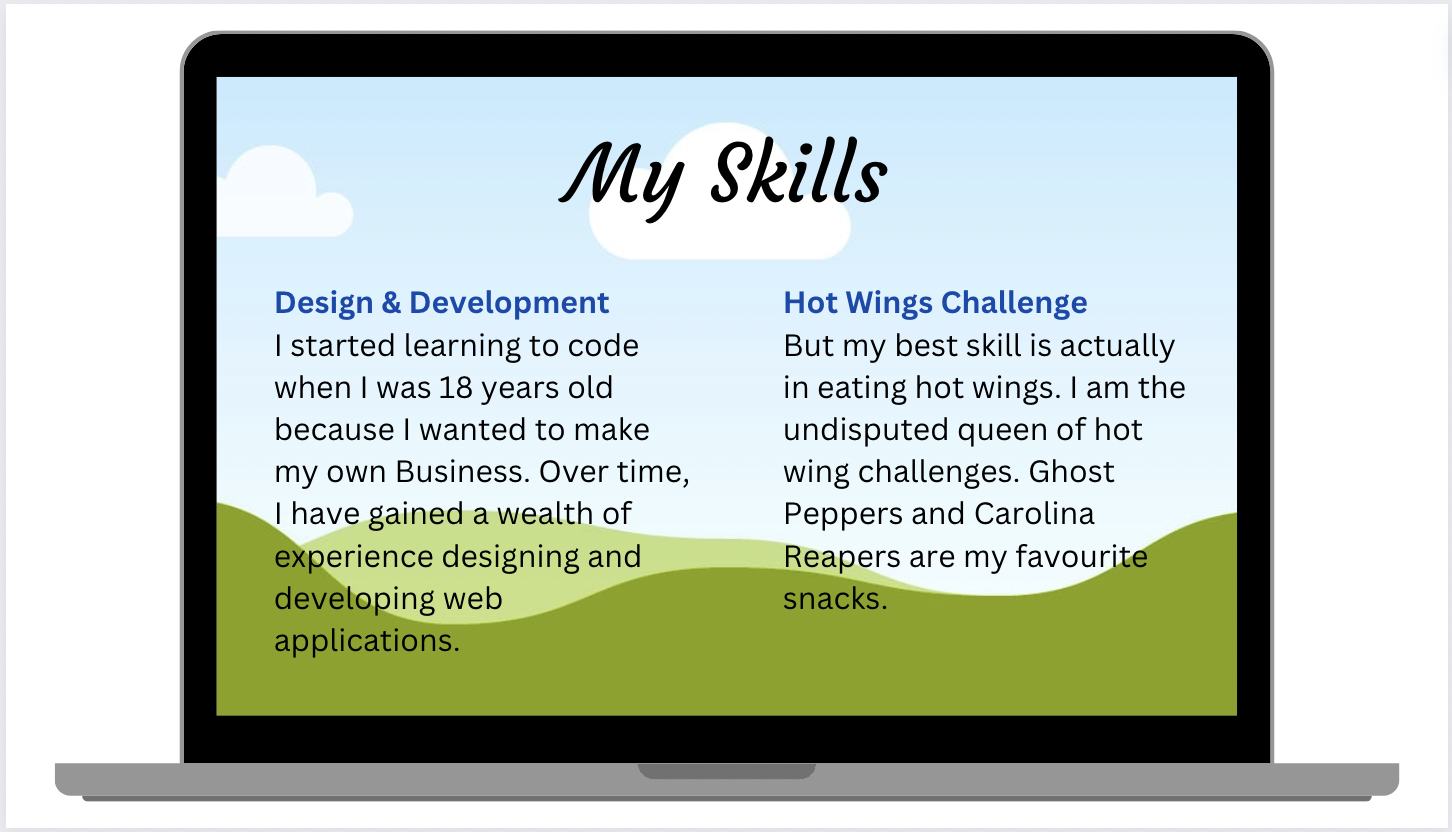 My Skills
Design & Development
I started learning to code
when I was 18 years old
because I wanted to make
my own Business. Over time,
I have gained a wealth of
experience designing and
developing web
applications.
Hot Wings Challenge
But my best skill is actually
in eating hot wings. I am the
undisputed queen of hot
wing challenges. Ghost
Peppers and Carolina
Reapers are my favourite
snacks.